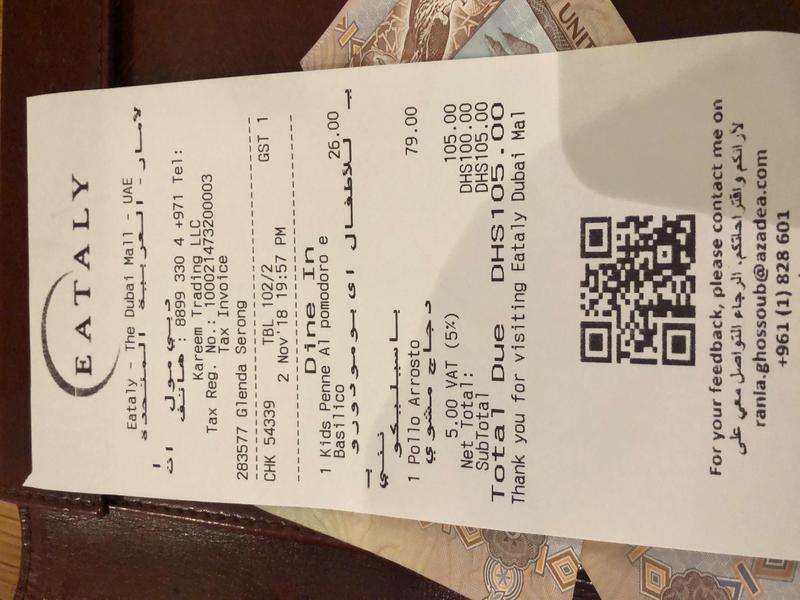 EATALY
Eataly - The Dubai Mall - UAE
دبي مول
هاتف : 8899 330 4 +971 Tel:
Kareem Trading LLC
Tax Reg. No.: 100021473200003
Tax Invoice
283577 Glenda Serong
CHK 54339 TBL 102/2 GST 1
2 Nov'18 19:57 PM
Dine In
1 Kids Penne Al pomodoro e 26.00
Basilico
للاطفال اي بومودورو
باسيليكو
1 Pollo Arrosto 79.00
دجاج مشوي
5.00 VAT (5%) 105.00
Net Total: DHS100.00
SubTotal DHS105.00
Total Due DHS105.00
Thank you for visiting Eataly Dubai Mal
For your feedback, please contact me on
لآرائكم و اقتراحاتكم، الرجاء التواصل معي على
rania.ghossoub@azadea.com
+961 (1) 828 601
UNIT